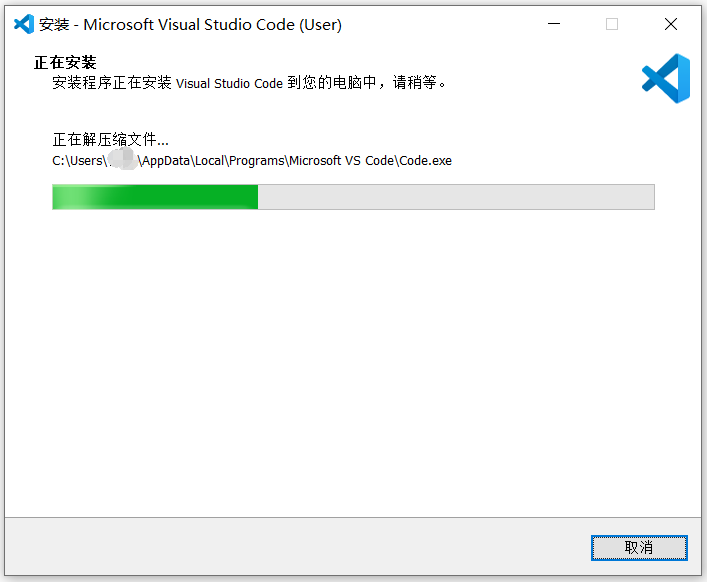 安装 - Microsoft Visual Studio Code (User)
正在安装
安装程序正在安装 Visual Studio Code 到您的电脑中，请稍等。
正在解压缩文件...
C:\Users\ \AppData\Local\Programs\Microsoft VS Code\Code.exe
取消